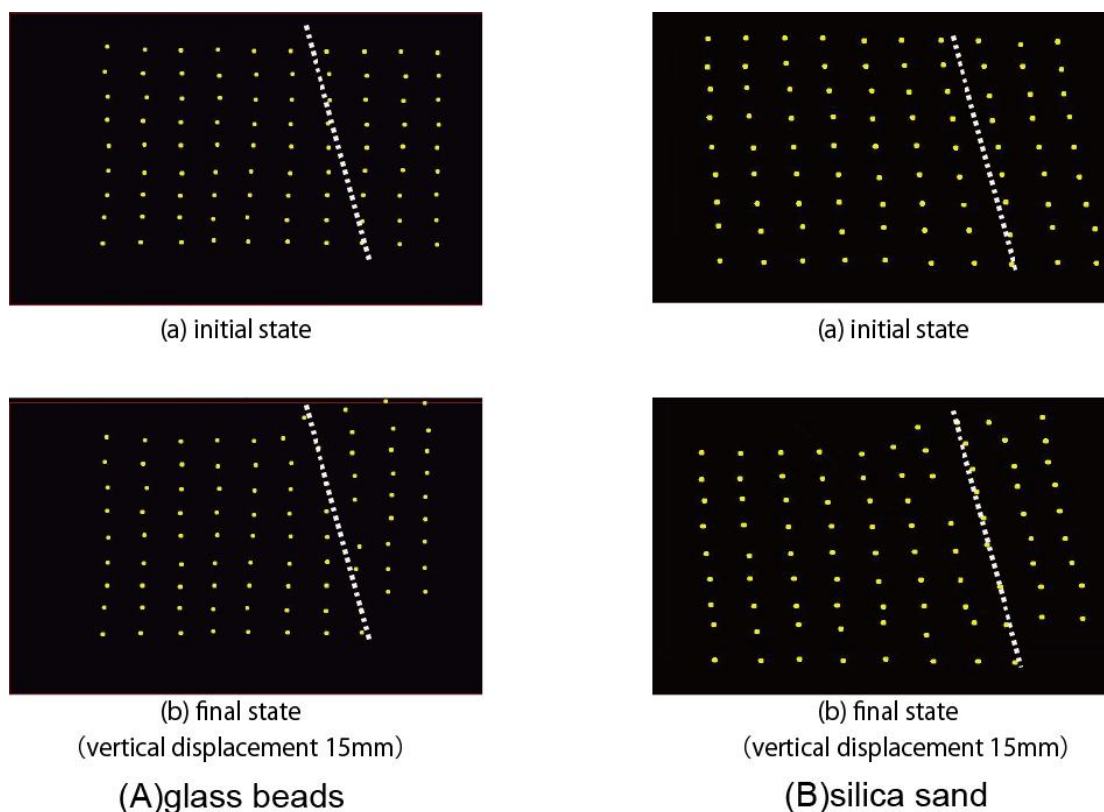 (a) initial state
(a) initial state
(b) final state
（vertical displacement 15mm）
(b) final state
（vertical displacement 15mm）
(A)glass beads
(B)silica sand